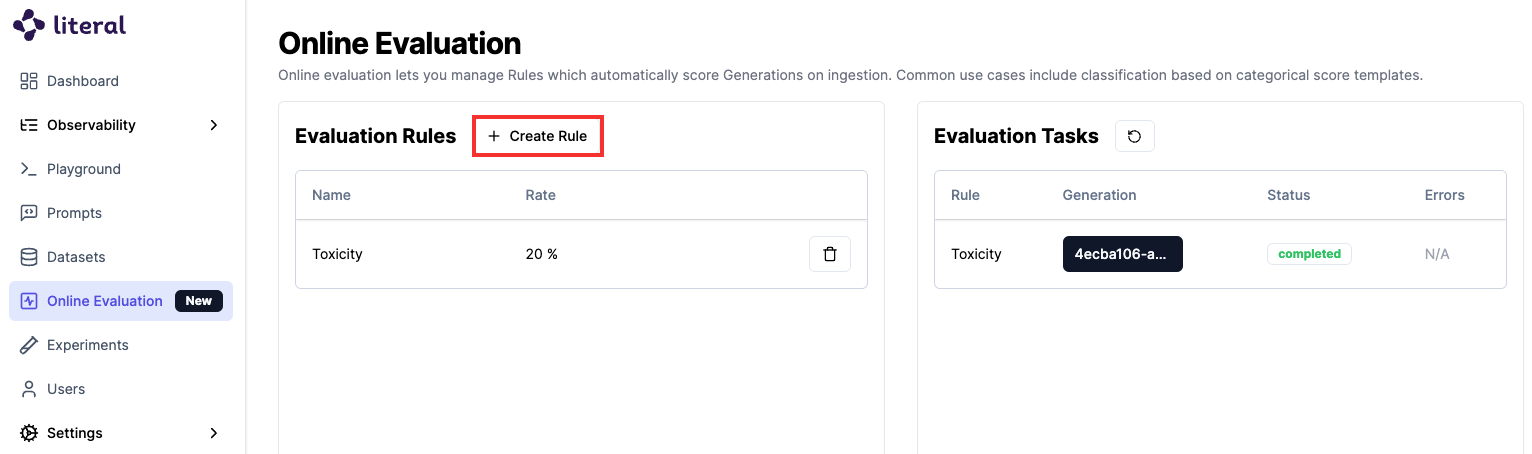 literal
Dashboard
Observability
Playground
Prompts
Datasets
Online Evaluation New
Experiments
Users
Settings
Online Evaluation
Online evaluation lets you manage Rules which automatically score Generations on ingestion. Common use cases include classification based on categorical score templates.
Evaluation Rules + Create Rule
Name Rate
Toxicity 20 %
Evaluation Tasks
Rule Generation Status Errors
Toxicity 4ecba106-a... completed N/A